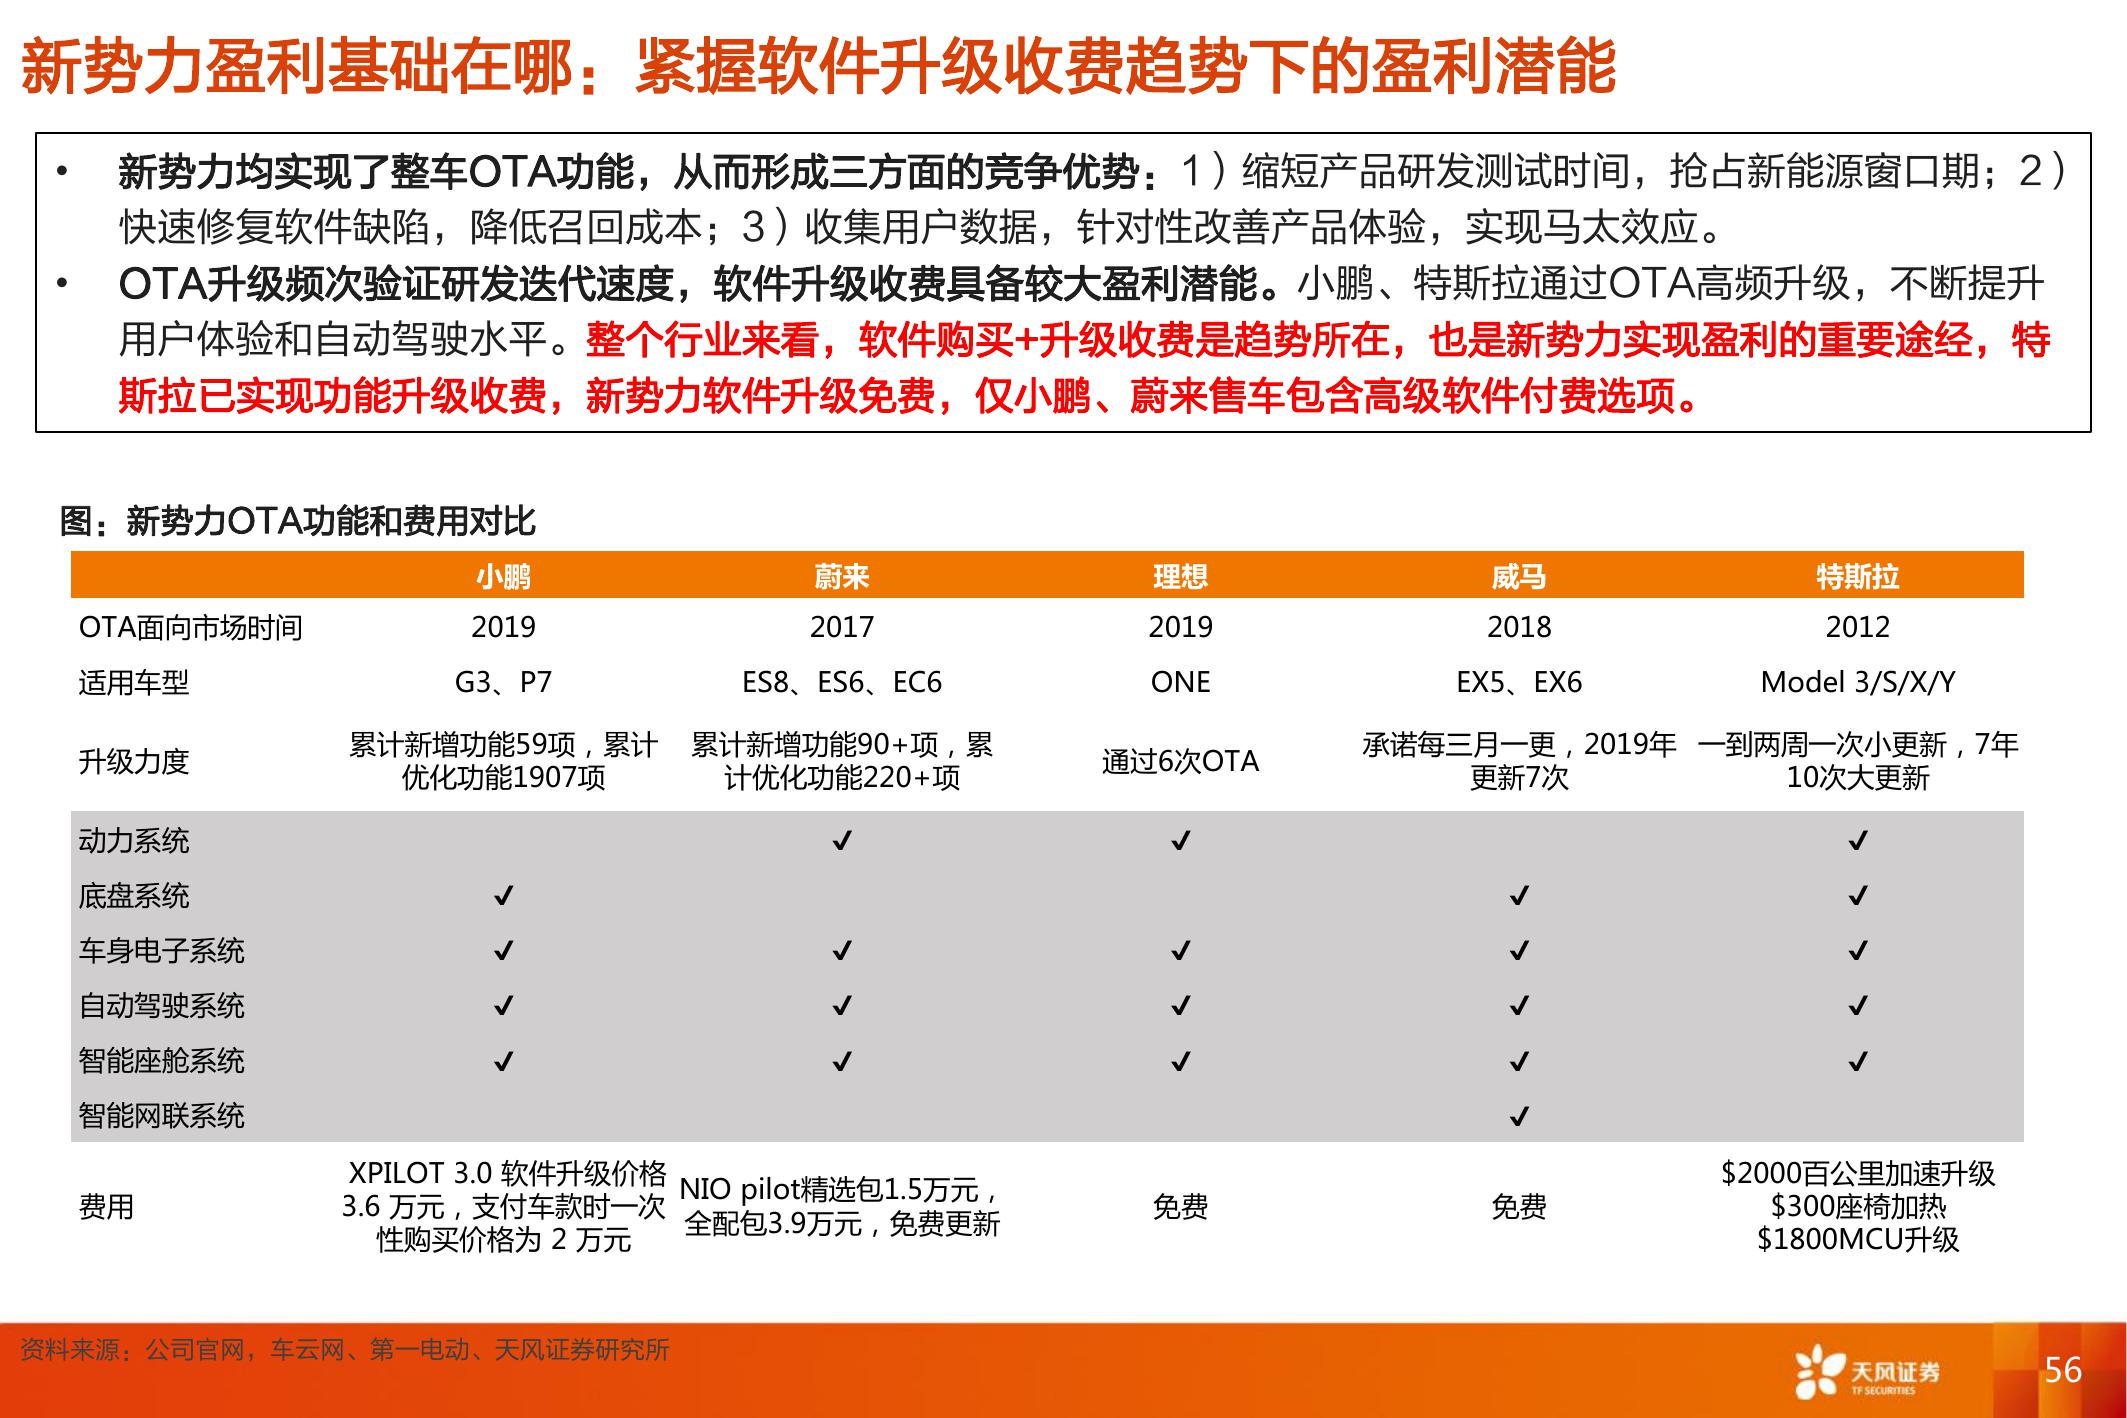 新势力盈利基础在哪：紧握软件升级收费趋势下的盈利潜能
• 新势力均实现了整车OTA功能，从而形成三方面的竞争优势：1）缩短产品研发测试时间，抢占新能源窗口期；2）
快速修复软件缺陷，降低召回成本；3）收集用户数据，针对性改善产品体验，实现马太效应。
• OTA升级频次验证研发迭代速度，软件升级收费具备较大盈利潜能。小鹏、特斯拉通过OTA高频升级，不断提升
用户体验和自动驾驶水平。整个行业来看，软件购买+升级收费是趋势所在，也是新势力实现盈利的重要途经，特
斯拉已实现功能升级收费，新势力软件升级免费，仅小鹏、蔚来售车包含高级软件付费选项。
图：新势力OTA功能和费用对比
小鹏 蔚来 理想 威马 特斯拉
OTA面向市场时间 2019 2017 2019 2018 2012
适用车型 G3、P7 ES8、ES6、EC6 ONE EX5、EX6 Model 3/S/X/Y
升级力度 累计新增功能59项，累计 累计新增功能90+项，累 通过6次OTA 承诺每三月一更，2019年 一到两周一次小更新，7年
优化功能1907项 计优化功能220+项 更新7次 10次大更新
动力系统 ✓ ✓ ✓
底盘系统 ✓ ✓ ✓
车身电子系统 ✓ ✓ ✓ ✓ ✓
自动驾驶系统 ✓ ✓ ✓ ✓ ✓
智能座舱系统 ✓ ✓ ✓ ✓ ✓
智能网联系统 ✓
费用 XPILOT 3.0 软件升级价格 NIO pilot精选包1.5万元， 免费 免费 $2000百公里加速升级
3.6 万元，支付车款时一次 全配包3.9万元，免费更新 $300座椅加热
性购买价格为 2 万元 $1800MCU升级
资料来源：公司官网，车云网、第一电动、天风证券研究所
天风证券
TF SECURITIES
56